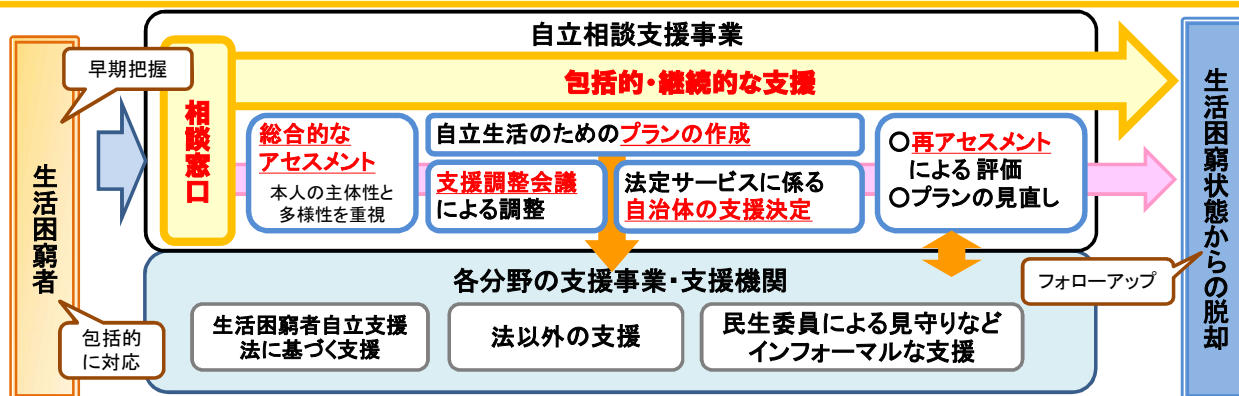 自立相談支援事業
早期把握
包括的・継続的な支援
生活困窮者
相談窓口
総合的な
アセスメント
本人の主体性と
多様性を重視
自立生活のためのプランの作成
支援調整会議
による調整
法定サービスに係る
自治体の支援決定
○再アセスメント
による評価
○プランの見直し
生活困窮状態からの脱却
フォローアップ
包括的
に対応
各分野の支援事業・支援機関
生活困窮者自立支援
法に基づく支援
法以外の支援
民生委員による見守りなど
インフォーマルな支援